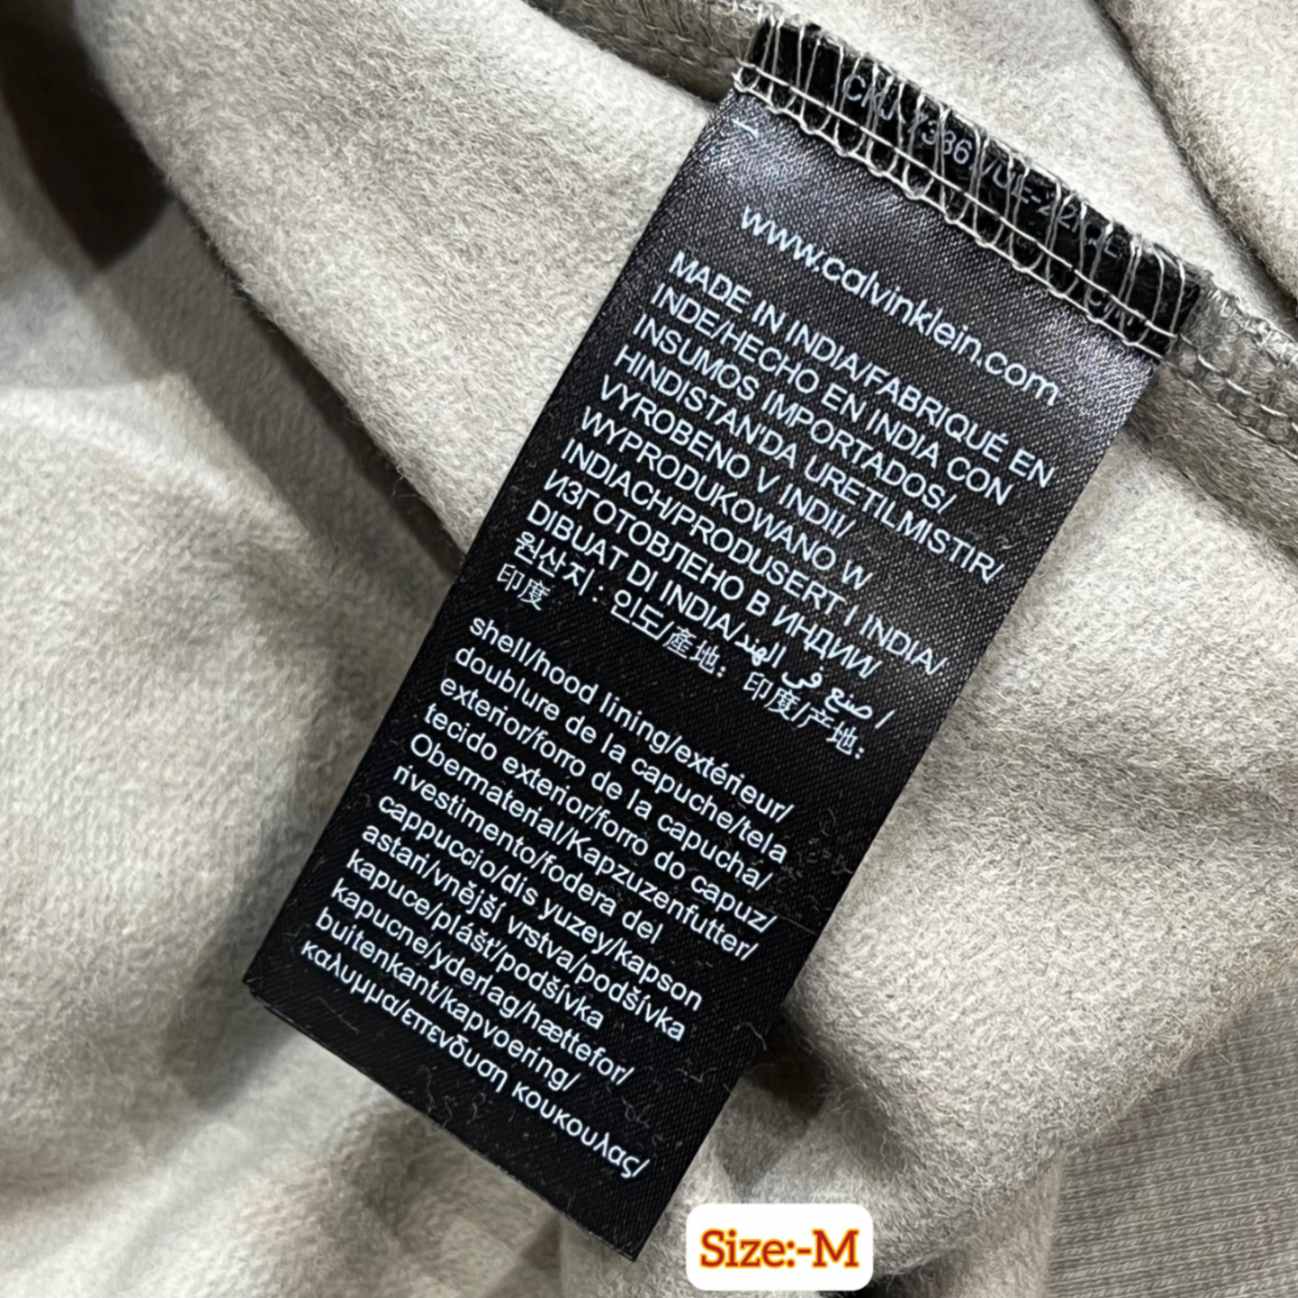 www.calvinklein.com
MADE IN INDIA/FABRIQUÉ EN
INDE/HECHO EN INDIA CON
INSUMOS IMPORTADOS/
HINDISTAN'DA URETILMISTIR/
VYROBENO V INDII/
WYPRODUKOWANO W
INDIACH/PRODUSERT I INDIA/
ИЗГОТОВЛЕНО В ИНДИИ/
DIBUAT DI INDIA/صنع في الهند /
원산지 : 인도/產地: 印度/产地:
印度
shell/hood lining/extérieur/
doublure de la capuche/tela
exterior/forro de la capucha/
tecido exterior/forro do capuz/
Obermaterial/Kapzuzenfutter/
rivestimento/fodera del
cappuccio/dis yuzey/kapson
astari/vnější vrstva/podšívka
kapuce/plášť/podšívka
kapucne/yderlag/hættefor/
buitenkant/kapvoering/
καλυμμα/επενδυση κουκουλας/
Size:-M